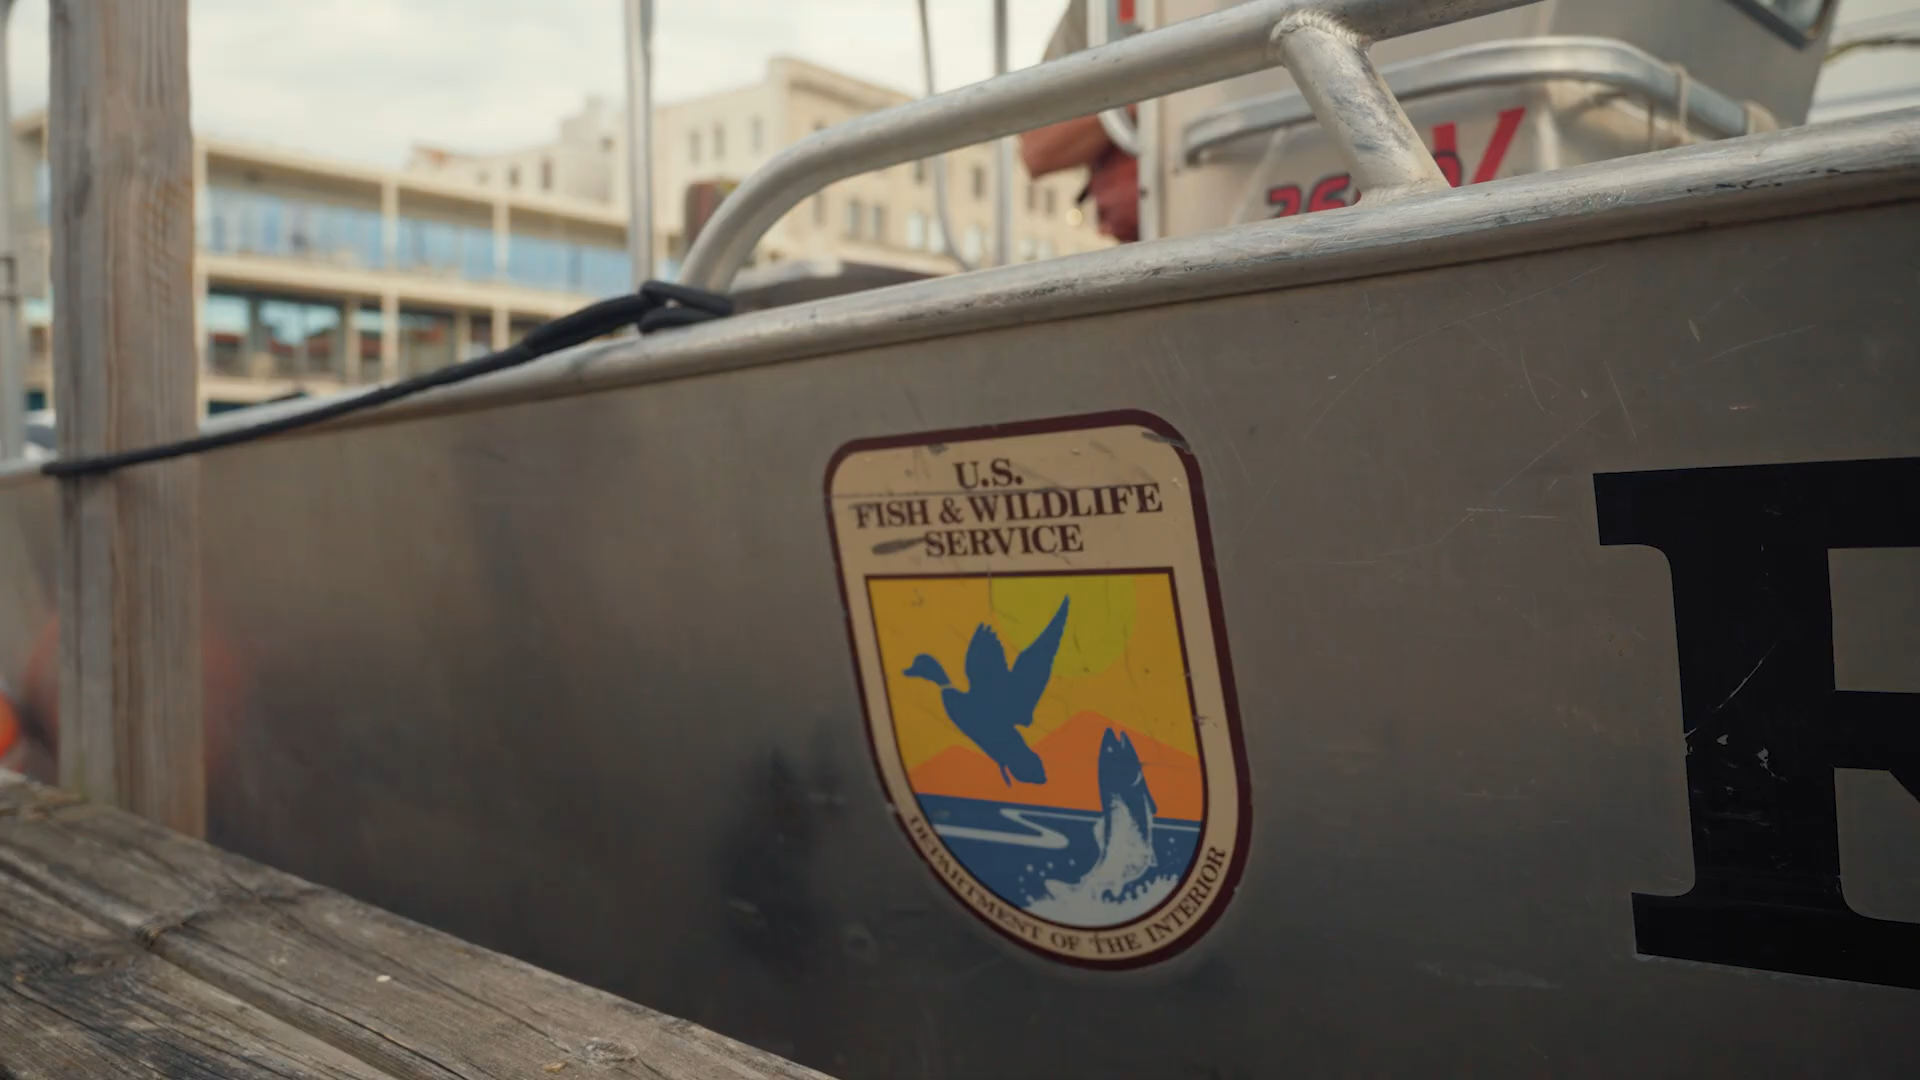 U.S.
FISH & WILDLIFE
SERVICE
DEPARTMENT OF THE INTERIOR